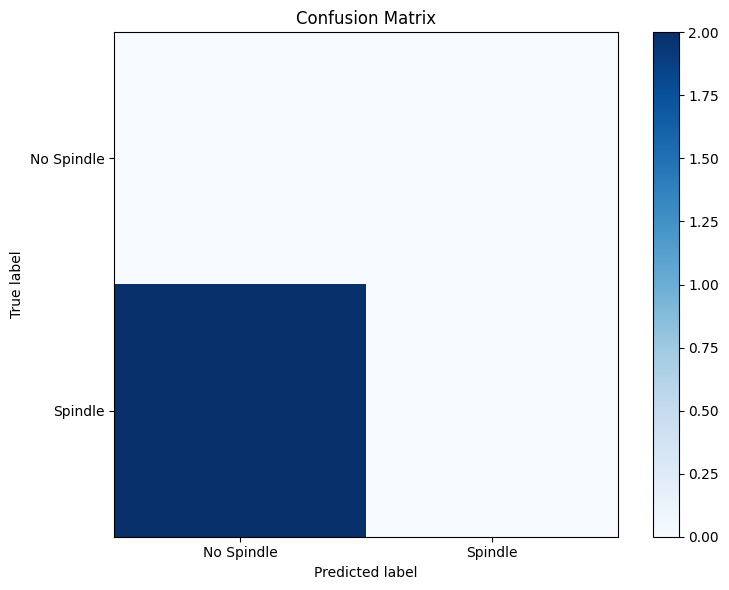 Confusion Matrix
True label
No Spindle
Spindle
No Spindle
Spindle
Predicted label
2.00
1.75
1.50
1.25
1.00
0.75
0.50
0.25
0.00